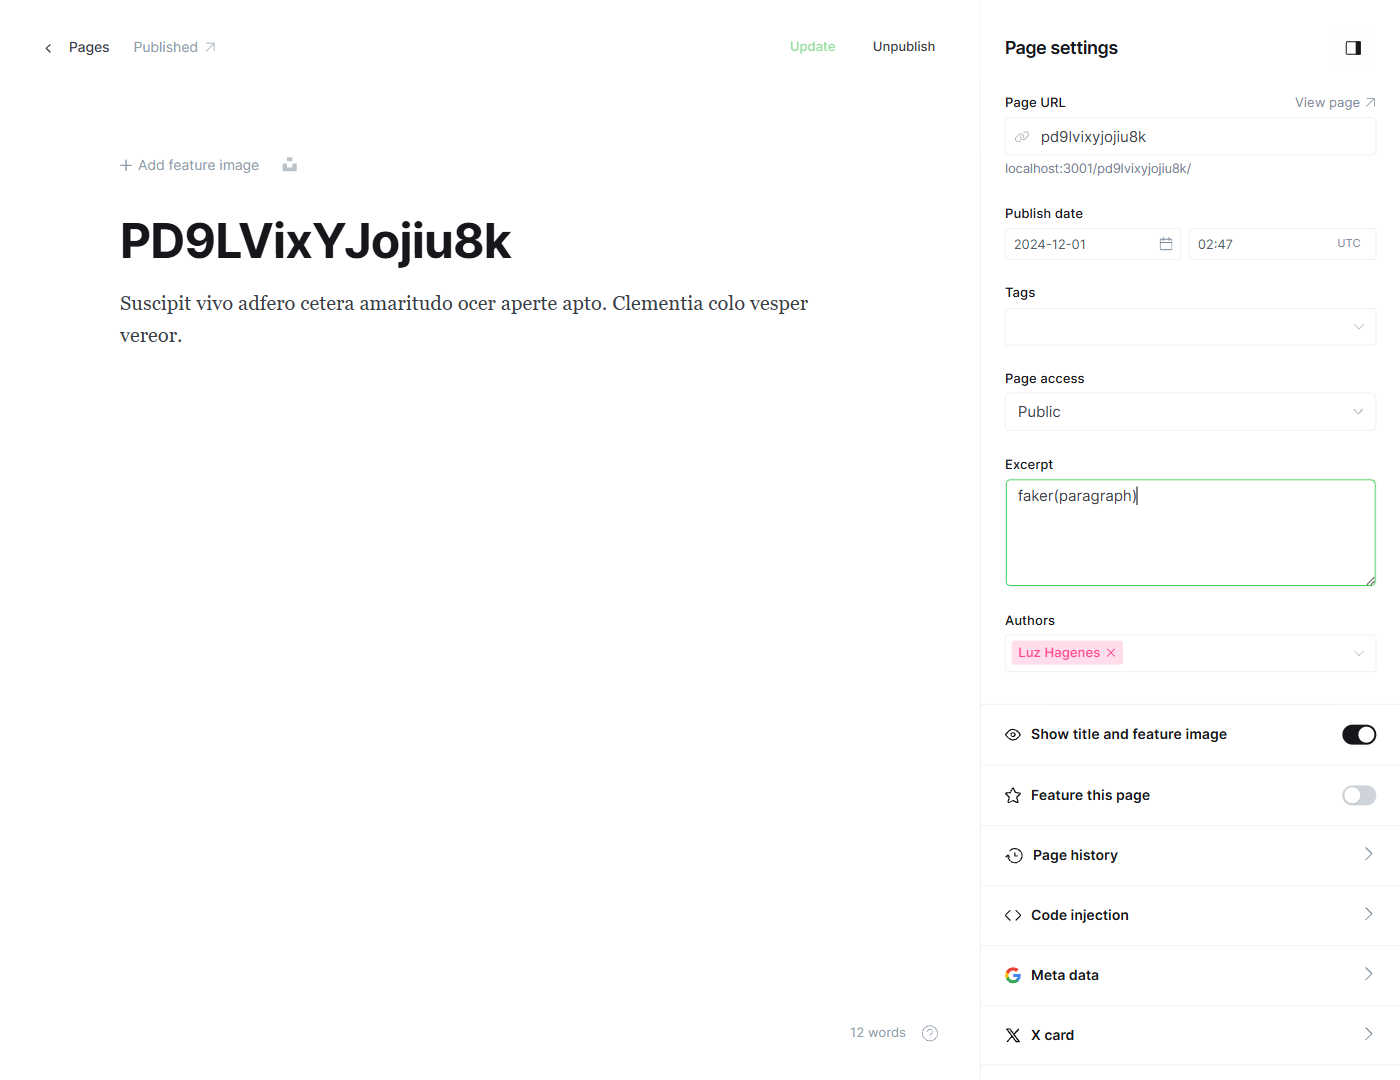 Pages
Published
Update
Unpublish
Add feature image
PD9LVixYJojiu8k
Suscipit vivo adfero cetera amaritudo ocer aperte apto. Clementia colo vesper
vereor.
12 words
Page settings
Page URL
View page
pd9lvixyjojiu8k
localhost:3001/pd9lvixyjojiu8k/
Publish date
2024-12-01
02:47
UTC
Tags
Page access
Public
Excerpt
faker(paragraph)
Authors
Luz Hagenes
Show title and feature image
Feature this page
Page history
Code injection
Meta data
X card